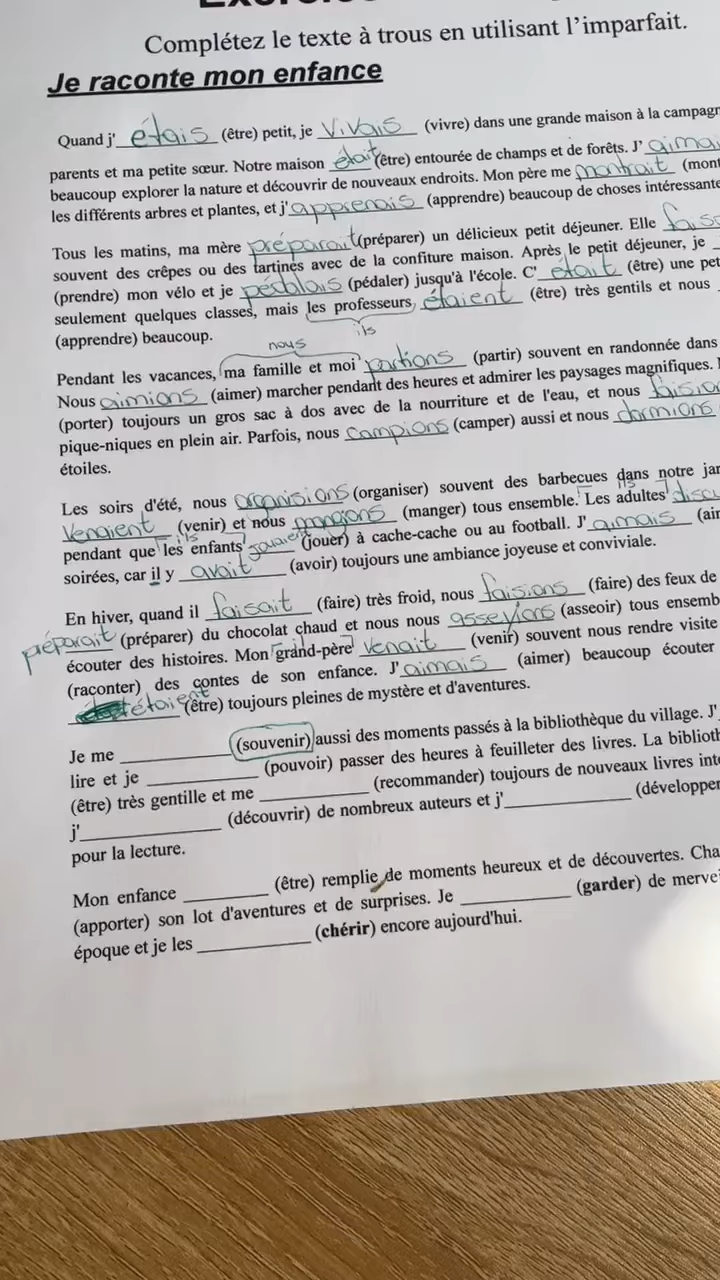 Complétez le texte à trous en utilisant l'imparfait.
Je raconte mon enfance
Quand j' étais (être) petit, je vivais (vivre) dans une grande maison à la
parents et ma petite sœur. Notre maison était (être) entourée de champs et de forêts. J'
beaucoup explorer la nature et découvrir de nouveaux endroits. Mon père me montrait
les différents arbres et plantes, et j' apprenais (apprendre) beaucoup de choses
Tous les matins, ma mère préparait (préparer) un délicieux petit déjeuner. Elle
souvent des crêpes ou des tartines avec de la confiture maison. Après le petit déjeuner, je
(prendre) mon vélo et je pédalais (pédaler) jusqu'à l'école. C' était (être) une
seulement quelques classes, mais les professeurs étaient (être) très gentils et nous
ils
(apprendre) beaucoup.
nous
Pendant les vacances, ma famille et moi partions (partir) souvent en randonnée dans
Nous aimions (aimer) marcher pendant des heures et admirer les paysages magnifiques.
(porter) toujours un gros sac à dos avec de la nourriture et de l'eau, et nous
pique-niques en plein air. Parfois, nous campions (camper) aussi et nous dormions
étoiles.
Les soirs d'été, nous organisions (organiser) souvent des barbecues dans notre
ils
venaient (venir) et nous mangions (manger) tous ensemble. Les adultes
ils
pendant que les enfants jouaient (jouer) à cache-cache ou au football. J' aimais
soirées, car il y avait (avoir) toujours une ambiance joyeuse et conviviale.
En hiver, quand il faisait (faire) très froid, nous faisions (faire) des feux de
préparait (préparer) du chocolat chaud et nous nous asseyions (asseoir) tous
écouter des histoires. Mon grand-père venait (venir) souvent nous rendre visite
(raconter) des contes de son enfance. J' aimais (aimer) beaucoup écouter
étaient (être) toujours pleines de mystère et d'aventures.
Je me ____ (souvenir) aussi des moments passés à la bibliothèque du village. J'
lire et je ____ (pouvoir) passer des heures à feuilleter des livres. La
(être) très gentille et me ____ (recommander) toujours de nouveaux livres
j' ____ (découvrir) de nombreux auteurs et j' ____ (développer
pour la lecture.
Mon enfance ____ (être) remplie de moments heureux et de découvertes.
(apporter) son lot d'aventures et de surprises. Je ____ (garder) de
époque et je les ____ (chérir) encore aujourd'hui.